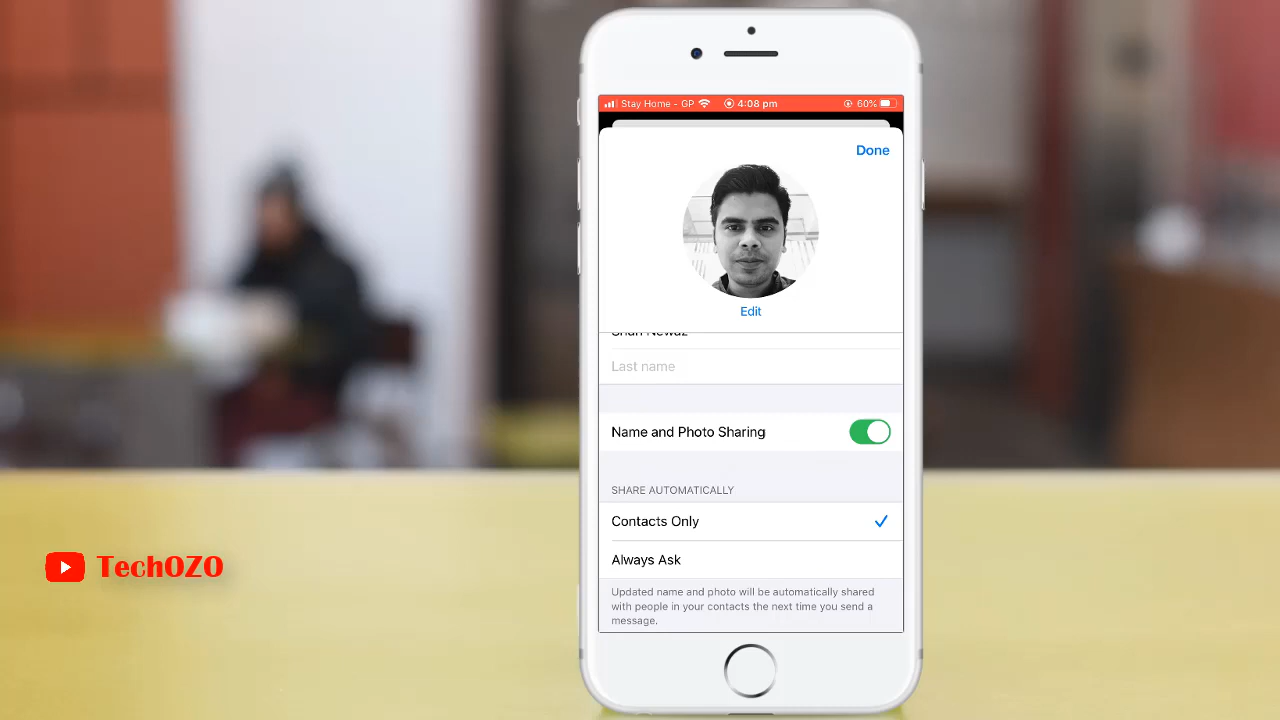 Stay Home - GP
4:08 pm
60%
Done
Edit
Last name
Name and Photo Sharing
SHARE AUTOMATICALLY
Contacts Only
Always Ask
Updated name and photo will be automatically shared
with people in your contacts the next time you send a
message.
TechOZO